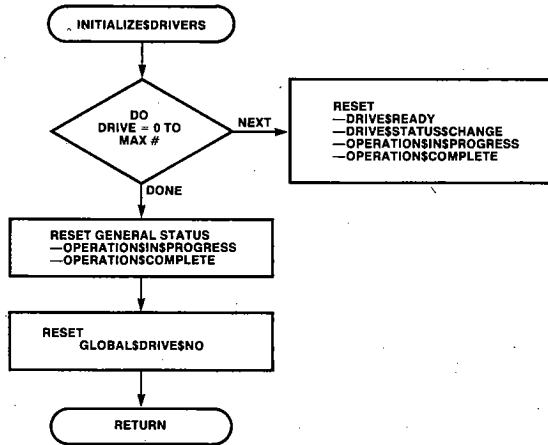 INITIALIZE$DRIVERS
DO
DRIVE = 0 TO
MAX #
NEXT
RESET
—DRIVE$READY
—DRIVE$STATUS$CHANGE
—OPERATION$IN$PROGRESS
—OPERATION$COMPLETE
DONE
RESET GENERAL STATUS
—OPERATION$IN$PROGRESS
—OPERATION$COMPLETE
RESET
GLOBAL$DRIVE$NO
RETURN